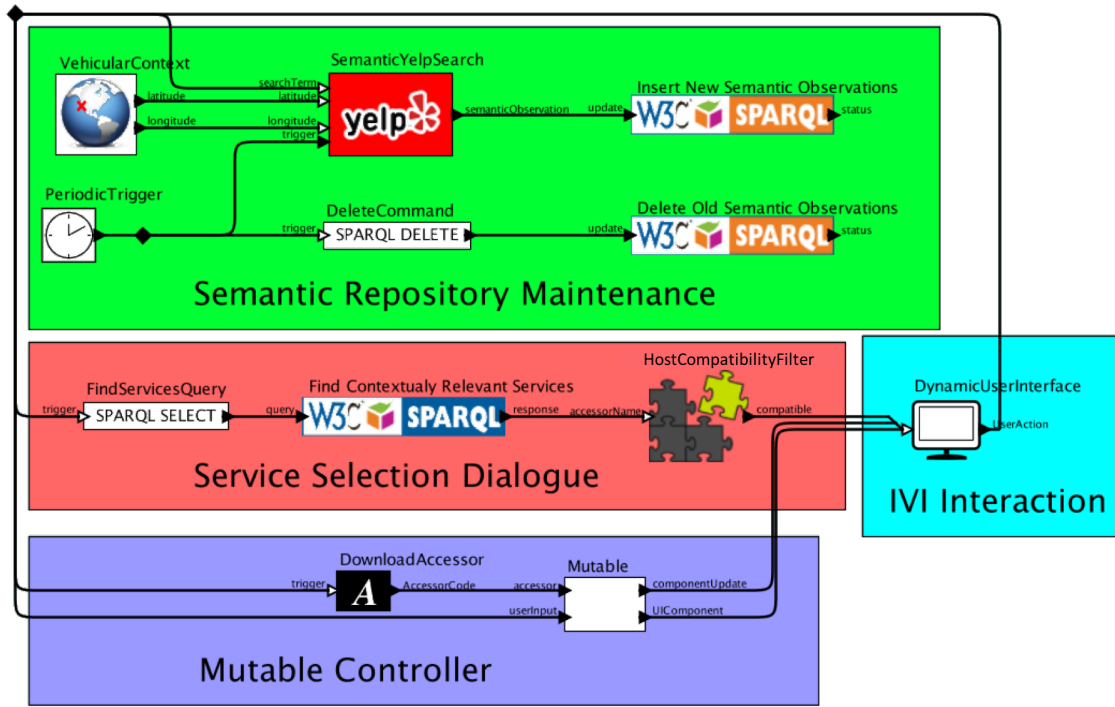 VehicularContext
SemanticYelpSearch
searchTerm
latitude
latitude
longitude
longitude
trigger
yelp
semanticObservation
update
Insert New Semantic Observations
W3C SPARQL
status
PeriodicTrigger
DeleteCommand
trigger
SPARQL DELETE
update
Delete Old Semantic Observations
W3C SPARQL
status
Semantic Repository Maintenance
FindServicesQuery
trigger
SPARQL SELECT
Find Contextualy Relevant Services
query
W3C SPARQL
response
HostCompatibilityFilter
accessorName
compatible
DynamicUserInterface
UserAction
Service Selection Dialogue
IVI Interaction
DownloadAccessor
trigger
A
AccessorCode
Mutable
accessor
userInput
componentUpdate
UIComponent
Mutable Controller